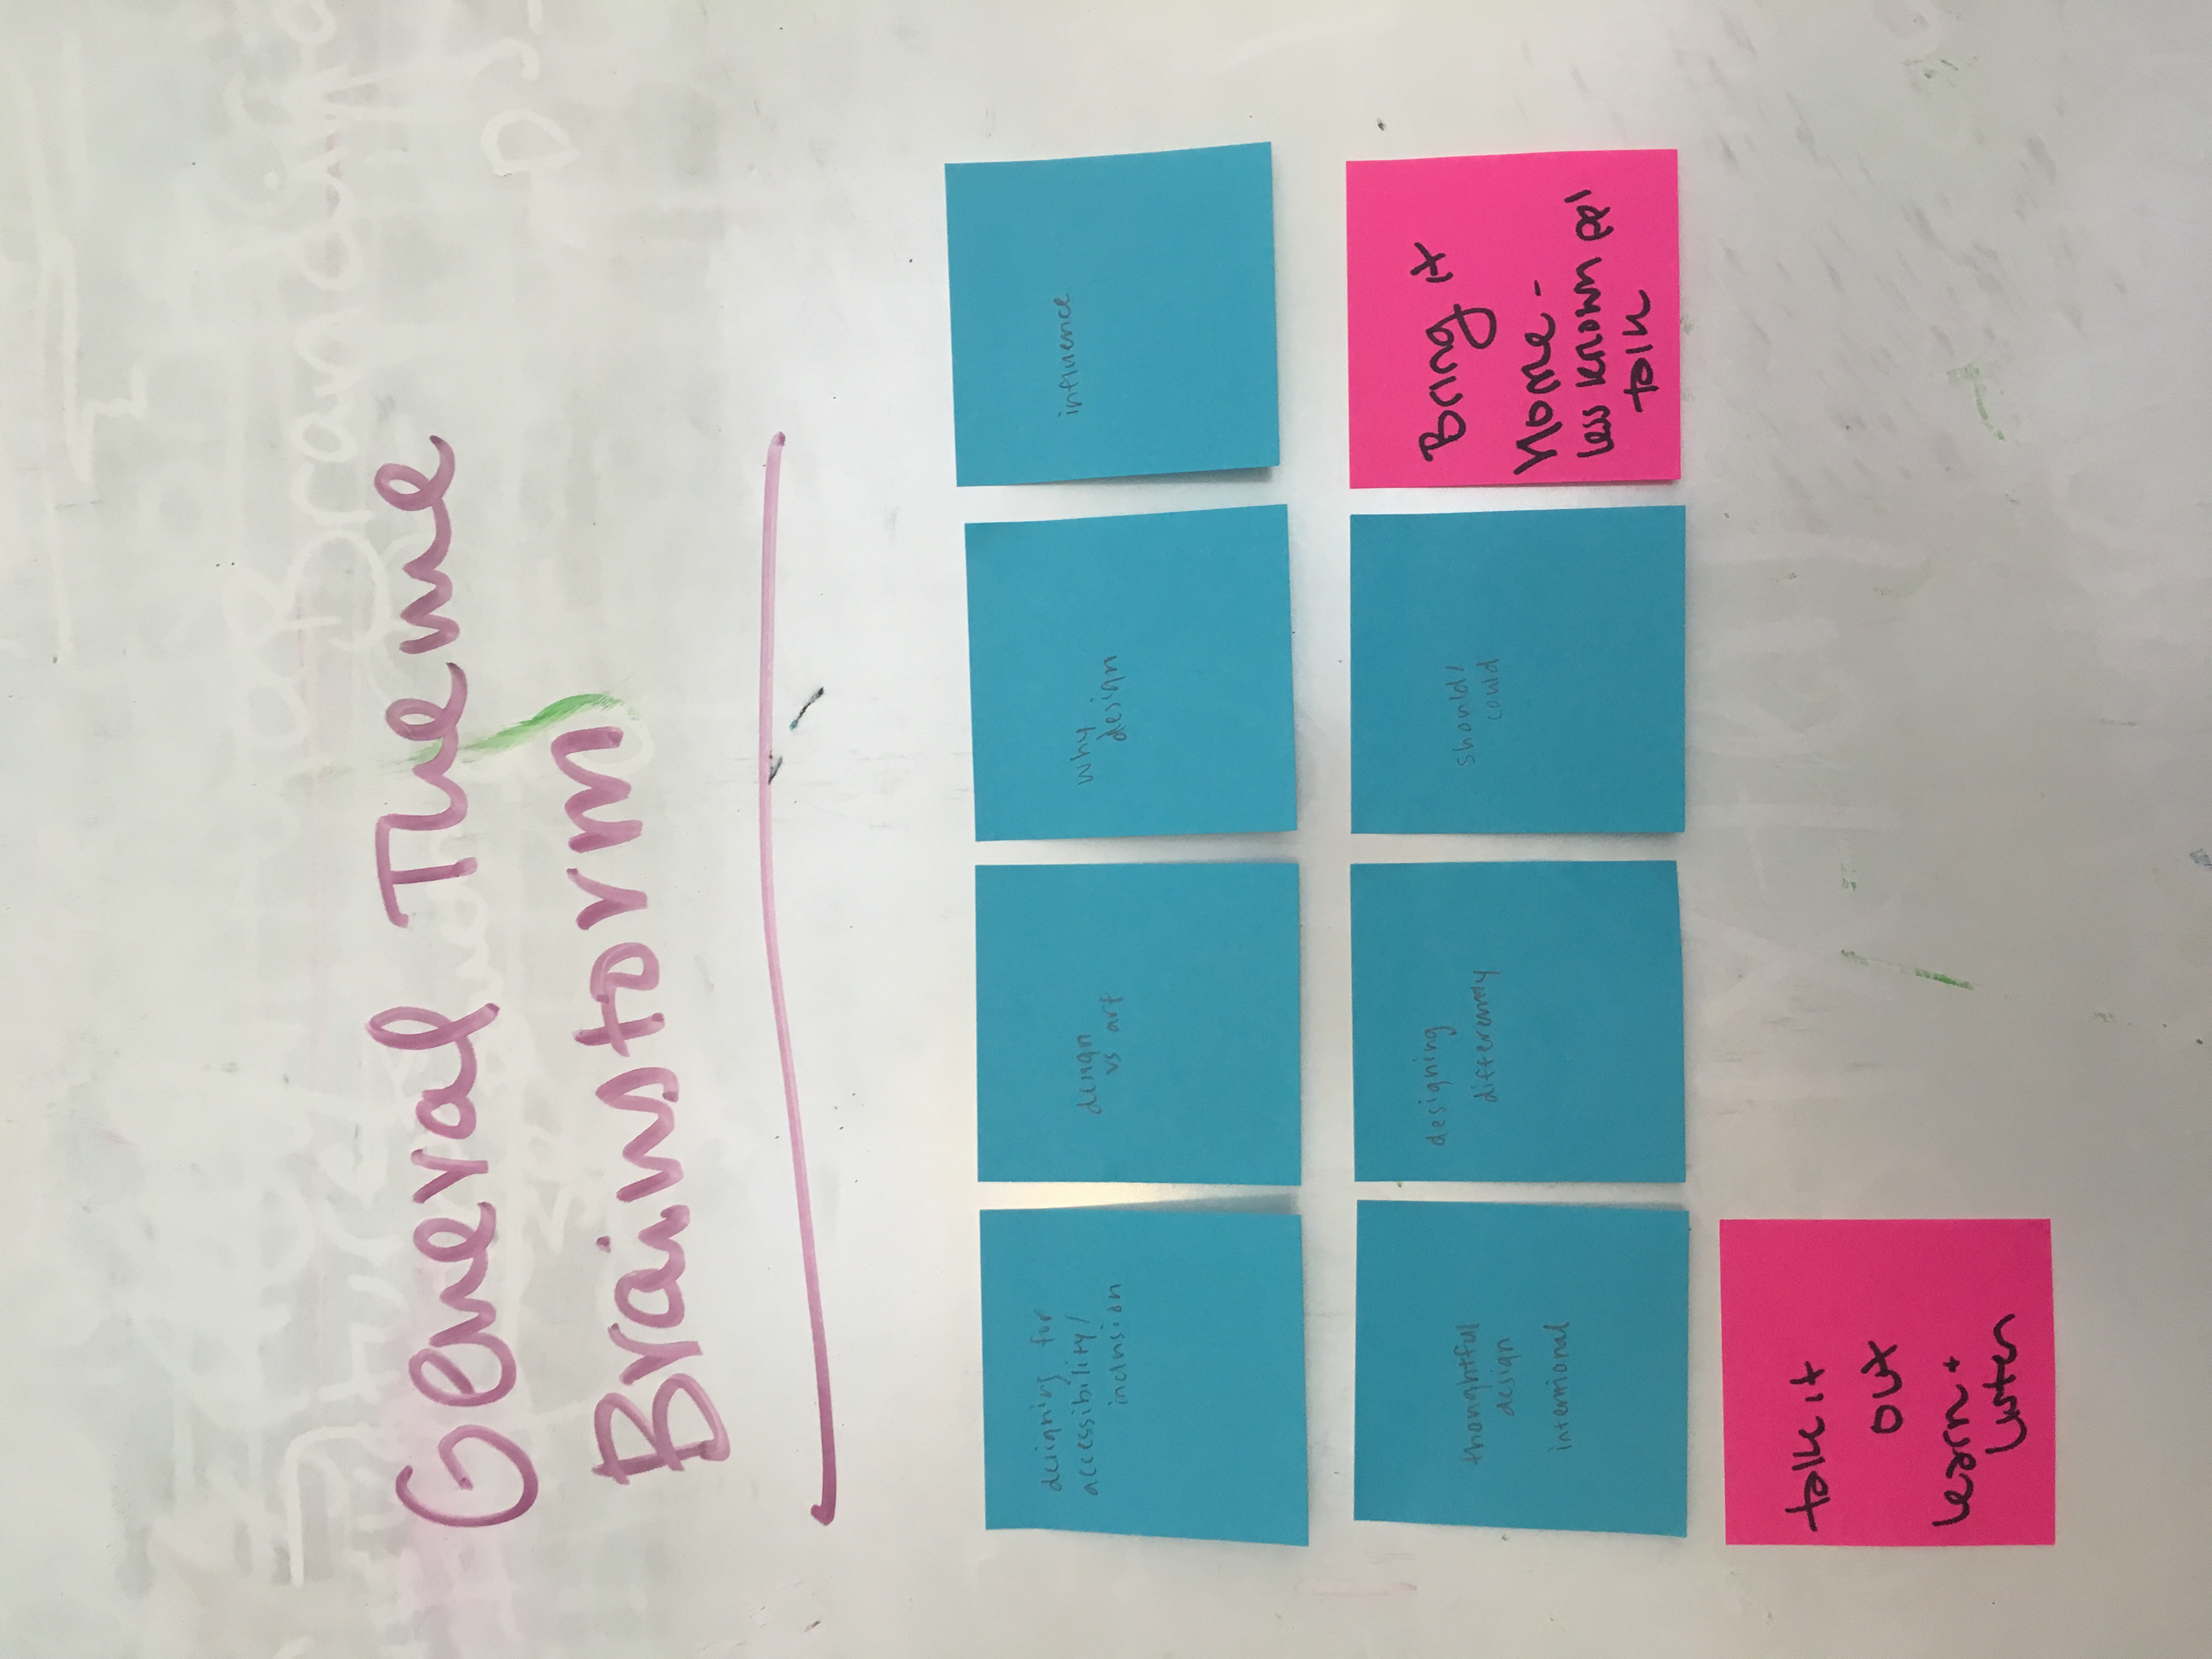 Branding
General Theme
Brainstorm
designing for
accessibility/
inclusion
design
vs art
why
design
influence
thoughtful
design
intentional
designing
differently
should/
could
Bring it
Home -
less known ppl
talk
talk it
out
learn +
listen